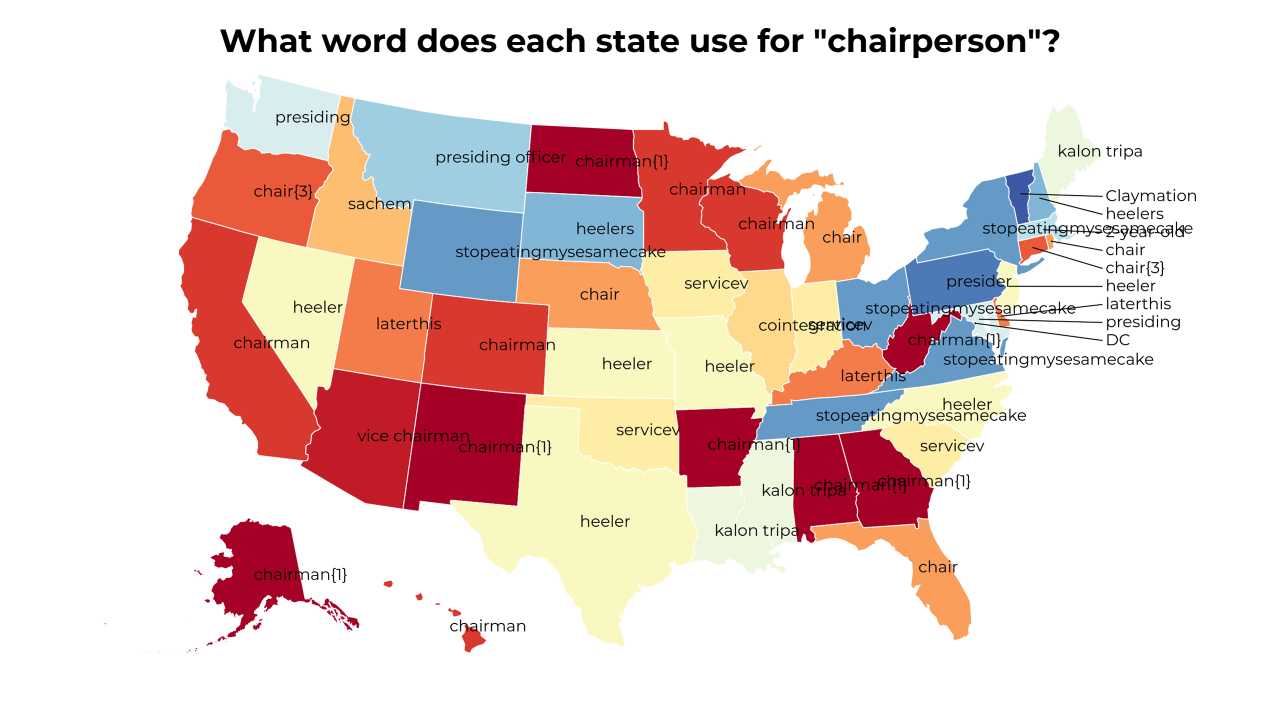 What word does each state use for "chairperson"?
presiding
kalon tripa
presiding officer
chairman{1}
chairman
chair{3}
Claymation
sachem
heelers
chairman
heelers
stopeatingmysesamecake
2-year-old
chair
chair
stopeatingmysesamecake
chair{3}
presider
servicev
heeler
chair
laterthis
heeler
stopeatingmysesamecake
presiding
laterthis
cointegration
servicev
chairman
chairman
chairman{1}
DC
stopeatingmysesamecake
heeler
heeler
laterthis
heeler
stopeatingmysesamecake
servicev
vice chairman
chairman{1}
chairman{1}
servicev
chairman{1}
chairman{1}
kalon tripa
heeler
kalon tripa
chair
chairman{1}
chairman